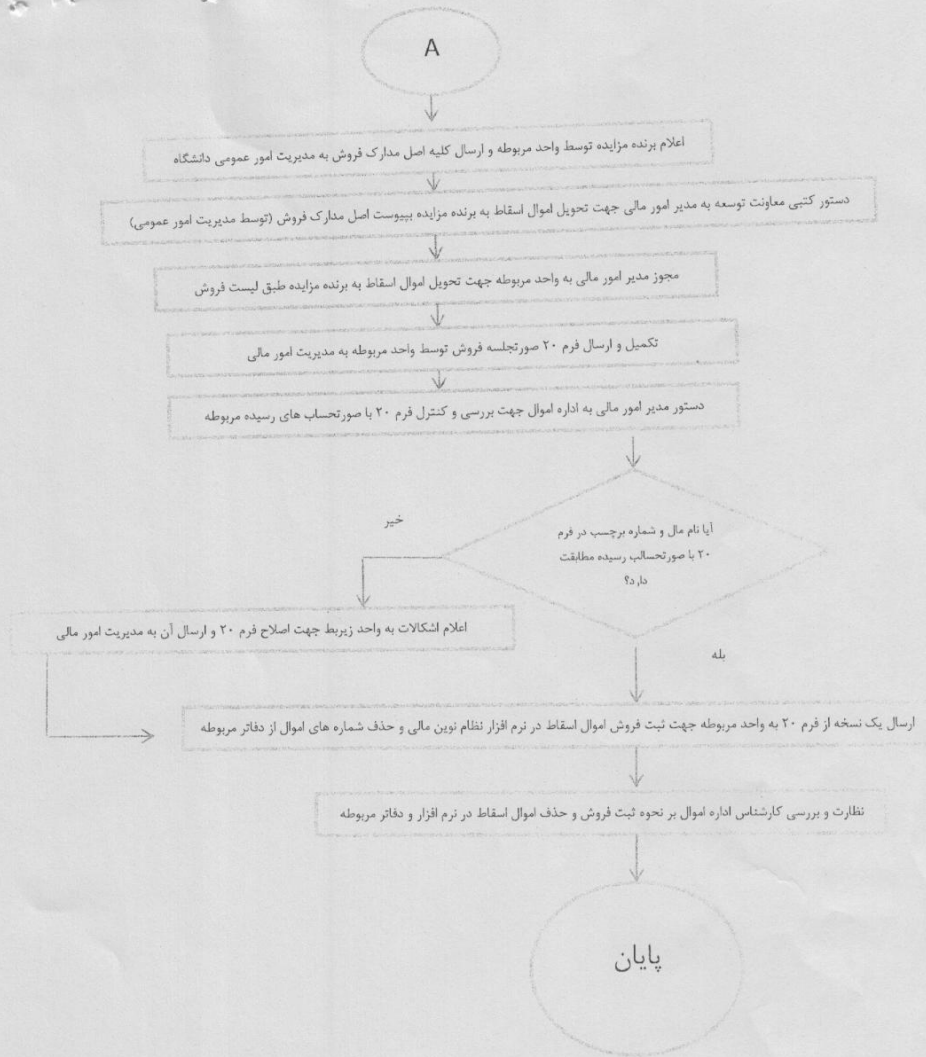 A
اعلام برنده مزایده توسط واحد مربوطه و ارسال کلیه اصل مدارک فروش به مدیریت امور عمومی دانشگاه
دستور کتبی معاونت توسعه به مدیر امور مالی جهت تحویل اموال اسقاط به برنده مزایده بپیوست اصل مدارک فروش (توسط مدیریت امور عمومی)
مجوز مدیر امور مالی به واحد مربوطه جهت تحویل اموال اسقاط به برنده مزایده طبق لیست فروش
تکمیل و ارسال فرم ۲۰ صورتجلسه فروش توسط واحد مربوطه به مدیریت امور مالی
دستور مدیر امور مالی به اداره اموال جهت بررسی و کنترل فرم ۲۰ با صورتحساب های رسیده مربوطه
آیا نام مال و شماره برچسب در فرم
۲۰ با صورتحسالب رسیده مطابقت
دارد؟
خیر
اعلام اشکالات به واحد زیربط جهت اصلاح فرم ۲۰ و ارسال آن به مدیریت امور مالی
بله
ارسال یک نسخه از فرم ۲۰ به واحد مربوطه جهت ثبت فروش اموال اسقاط در نرم افزار نظام نوین مالی و حذف شماره های اموال از دفاتر مربوطه
نظارت و بررسی کارشناس اداره اموال بر نحوه ثبت فروش و حذف اموال اسقاط در نرم افزار و دفاتر مربوطه
پایان